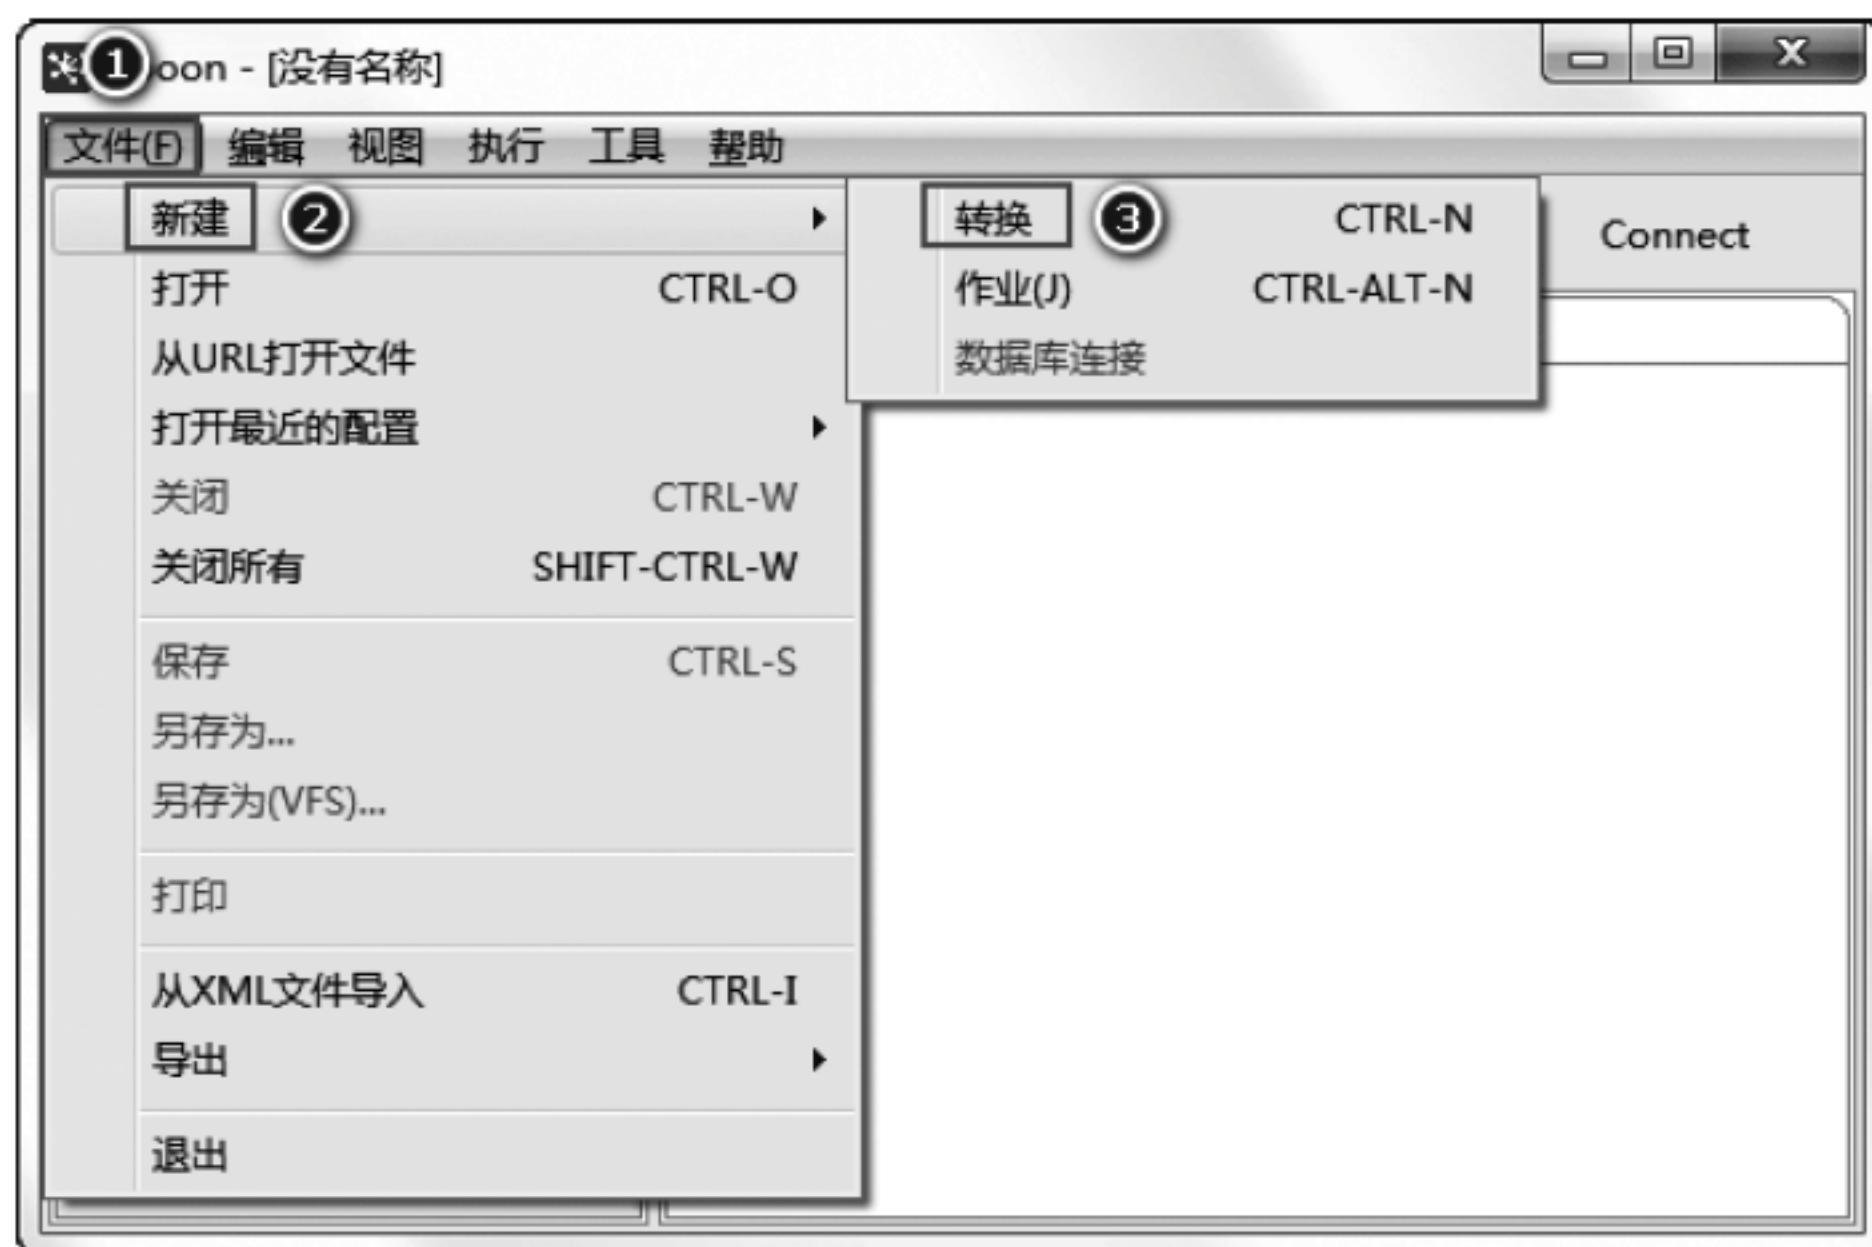 1 oon - [没有名称]
文件(F) 编辑 视图 执行 工具 帮助
新建 2
转换 3 CTRL-N
Connect
打开 CTRL-O
作业(J) CTRL-ALT-N
从URL打开文件
数据库连接
打开最近的配置
关闭 CTRL-W
关闭所有 SHIFT-CTRL-W
保存 CTRL-S
另存为...
另存为(VFS)...
打印
从XML文件导入 CTRL-I
导出
退出